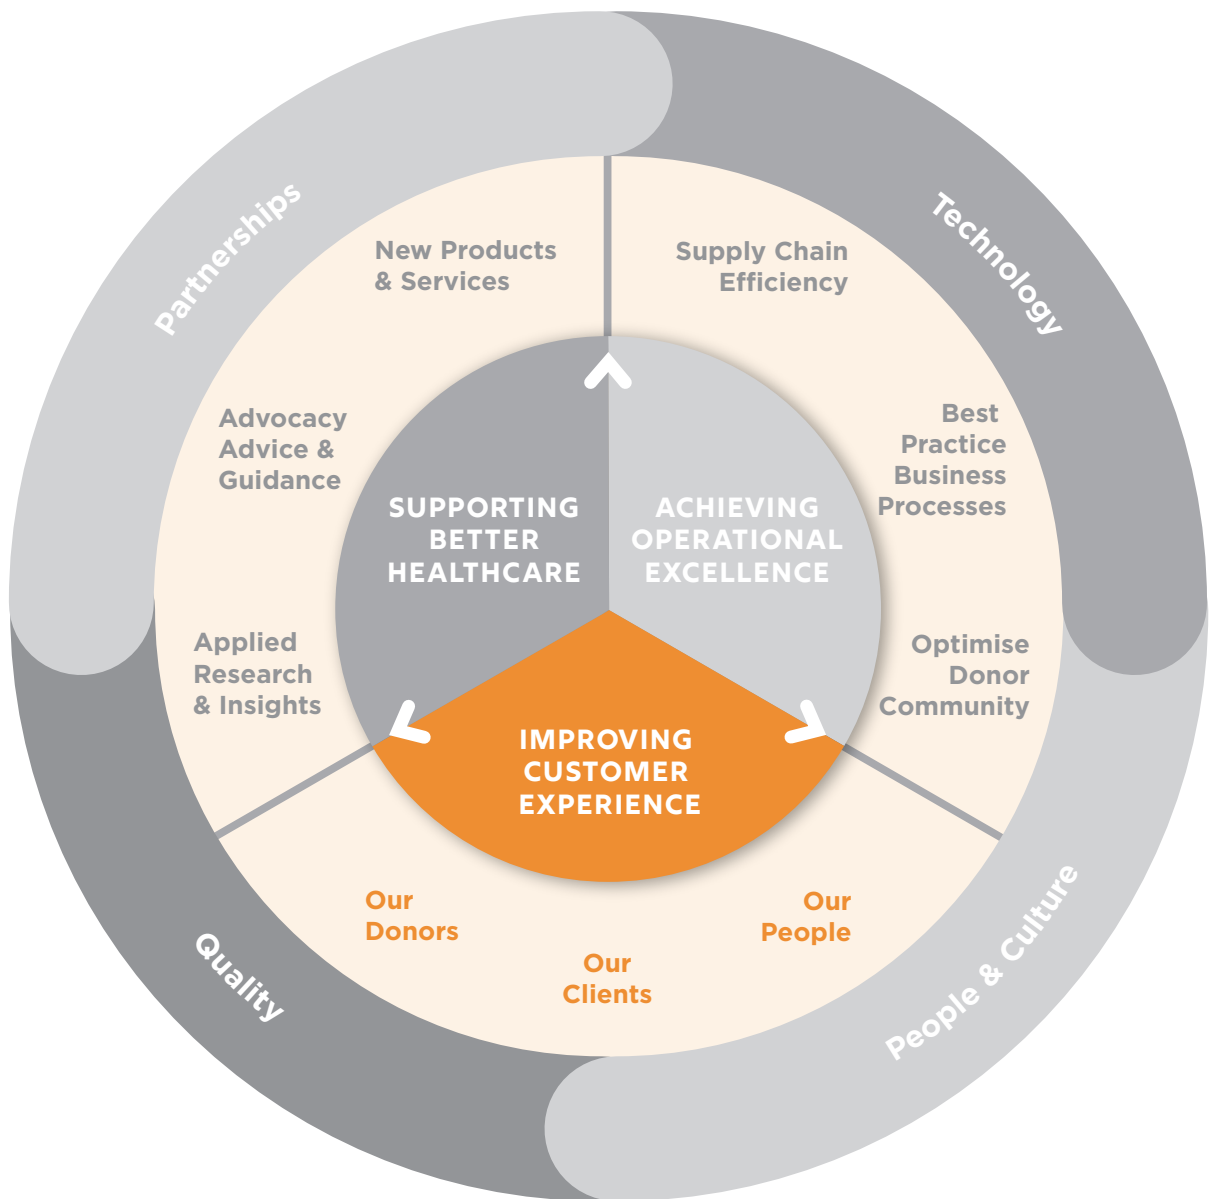 Partnerships
Technology
New Products
& Services
Supply Chain
Efficiency
Advocacy
Advice &
Guidance
Best
Practice
Business
Processes
SUPPORTING
BETTER
HEALTHCARE
ACHIEVING
OPERATIONAL
EXCELLENCE
Applied
Research
& Insights
Optimise
Donor
Community
IMPROVING
CUSTOMER
EXPERIENCE
Our
Donors
Our
Clients
Our
People
Quality
People & Culture